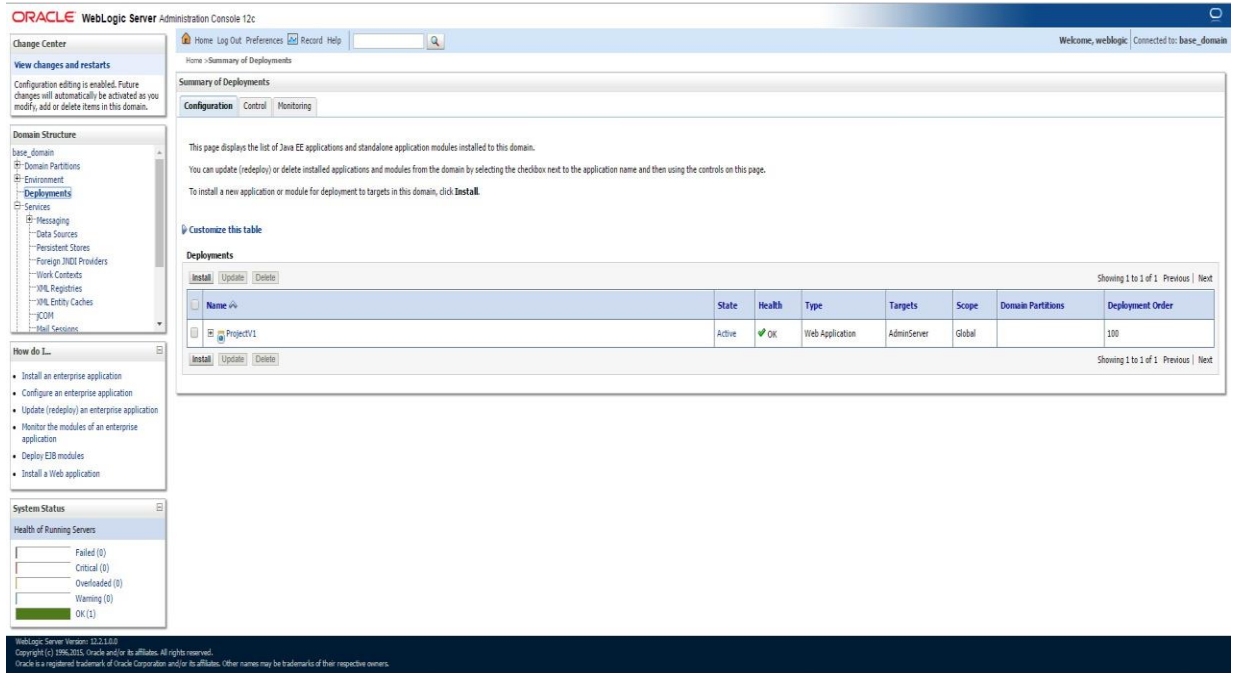 ORACLE WebLogic Server Administration Console 12c
Change Center
View changes and restarts
Configuration editing is enabled. Future
changes will automatically be activated as you
modify, add or delete items in this domain.
Domain Structure
base_domain
Domain Partitions
Environment
Deployments
Services
Messaging
Data Sources
Persistent Stores
Foreign JNDI Providers
Work Contexts
XML Registries
XML Entity Caches
jCOM
Mail Sessions
How do I...
Install an enterprise application
Configure an enterprise application
Update (redeploy) an enterprise application
Monitor the modules of an enterprise
application
Deploy EJB modules
Install a Web application
System Status
Health of Running Servers
Failed (0)
Critical (0)
Overloaded (0)
Warning (0)
OK (1)
Home Log Out Preferences Record Help
Welcome, weblogic Connected to: base_domain
Home >Summary of Deployments
Summary of Deployments
Configuration Control Monitoring
This page displays the list of Java EE applications and standalone application modules installed to this domain.
You can update (redeploy) or delete installed applications and modules from the domain by selecting the checkbox next to the application name and then using the controls on this page.
To install a new application or module for deployment to targets in this domain, click Install.
Customize this table
Deployments
Install Update Delete Showing 1 to 1 of 1 Previous | Next
Name State Health Type Targets Scope Domain Partitions Deployment Order
ProjectV1 Active OK Web Application AdminServer Global 100
Install Update Delete Showing 1 to 1 of 1 Previous | Next
WebLogic Server Version: 12.2.1.0.0
Copyright (c) 1996,2015, Oracle and/or its affiliates. All rights reserved.
Oracle is a registered trademark of Oracle Corporation and/or its affiliates. Other names may be trademarks of their respective owners.